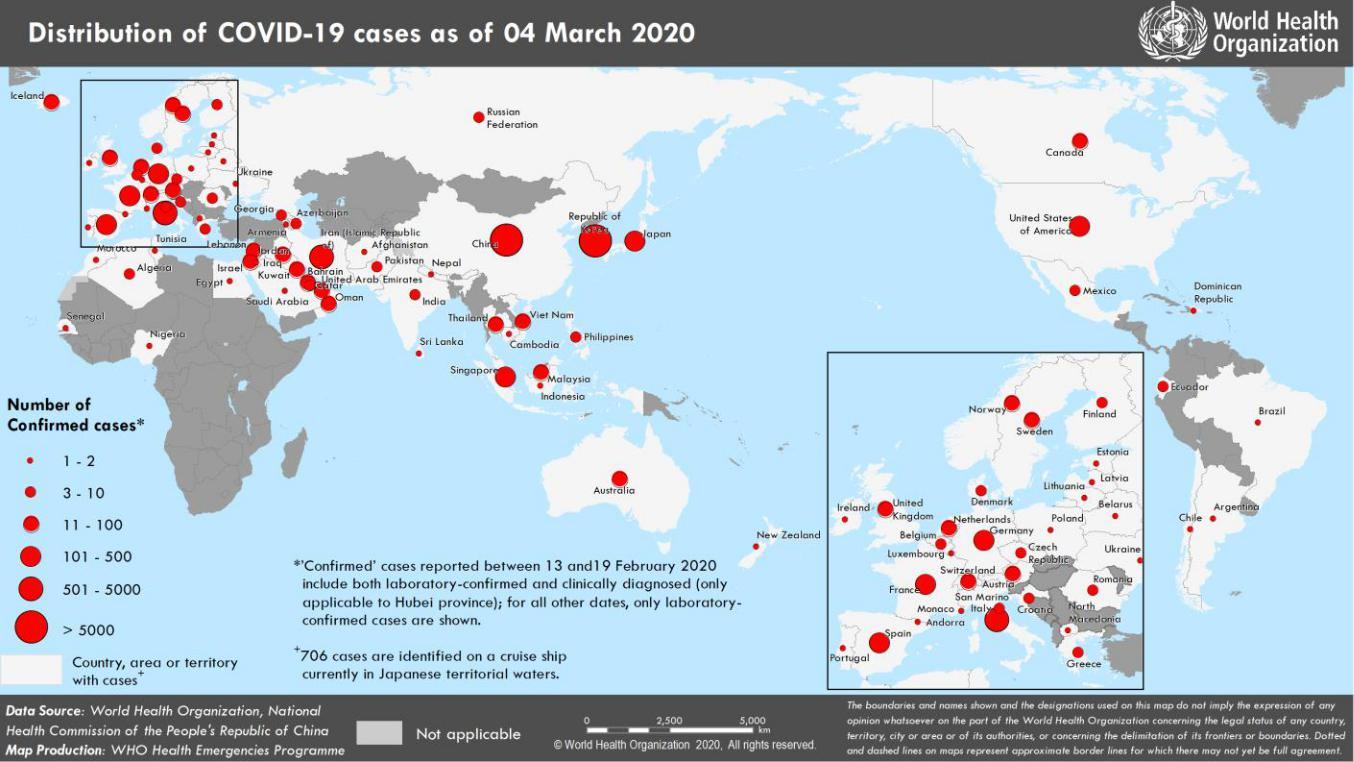 Distribution of COVID-19 cases as of 04 March 2020
World Health
Organization
Iceland
Russian
Federation
Ukraine
Georgia
Azerbaijan
Armenia
Republic of
Korea
Japan
China
Iran (Islamic Republic
of)
Afghanistan
Morocco
Tunisia
Lebanon
Jordan
Algeria
Israel
Iraq
Kuwait
Bahrain
Pakistan
Nepal
Egypt
United Arab Emirates
Qatar
Saudi Arabia
Oman
India
Senegal
Nigeria
Thailand
Viet Nam
Sri Lanka
Cambodia
Philippines
Singapore
Malaysia
Indonesia
Australia
New Zealand
Canada
United States
of America
Mexico
Dominican
Republic
Ecuador
Brazil
Chile
Argentina
Norway
Sweden
Finland
Estonia
Latvia
Lithuania
Denmark
Belarus
Ireland
United
Kingdom
Netherlands
Germany
Poland
Belgium
Luxembourg
Czech
Republic
Ukraine
Switzerland
Austria
France
San Marino
Romania
Monaco
Italy
Croatia
North
Macedonia
Andorra
Spain
Portugal
Greece
Number of
Confirmed cases*
1 - 2
3 - 10
11 - 100
101 - 500
501 - 5000
> 5000
Country, area or territory
with cases+
*'Confirmed' cases reported between 13 and19 February 2020
include both laboratory-confirmed and clinically diagnosed (only
applicable to Hubei province); for all other dates, only laboratory-
confirmed cases are shown.
+706 cases are identified on a cruise ship
currently in Japanese territorial waters.
Data Source: World Health Organization, National
Health Commission of the People's Republic of China
Map Production: WHO Health Emergencies Programme
Not applicable
0 2,500 5,000
km
© World Health Organization 2020, All rights reserved.
The boundaries and names shown and the designations used on this map do not imply the expression of any
opinion whatsoever on the part of the World Health Organization concerning the legal status of any country,
territory, city or area or of its authorities, or concerning the delimitation of its frontiers or boundaries. Dotted
and dashed lines on maps represent approximate border lines for which there may not yet be full agreement.